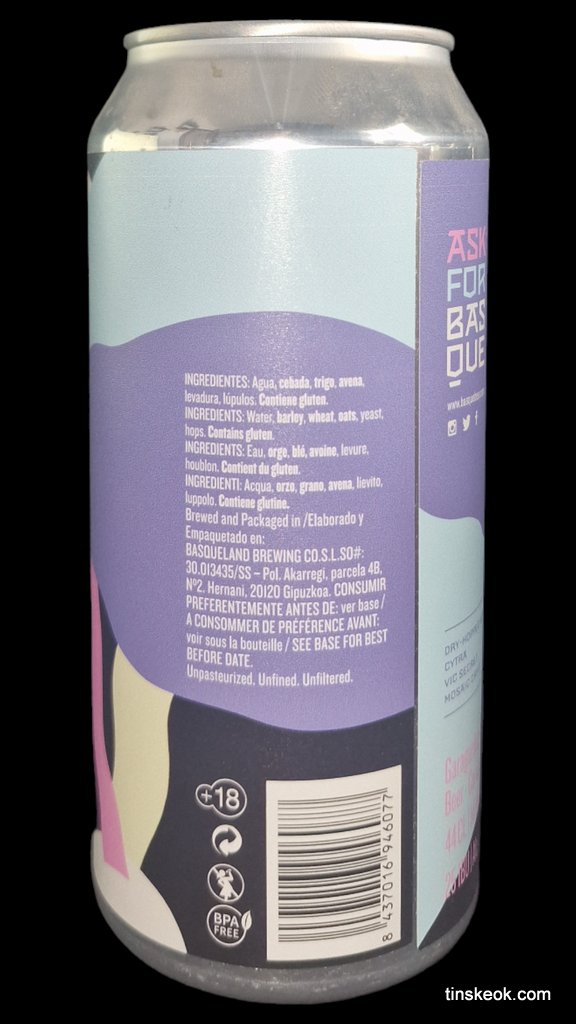 INGREDIENTES: Agua, cebada, trigo, avena,
levadura, lúpulos. Contiene gluten.
INGREDIENTS: Water, barley, wheat, oats, yeast,
hops. Contains gluten.
INGREDIENTS: Eau, orge, blé, avoine, levure,
houblon. Contient du gluten.
INGREDIENTI: Acqua, orzo, grano, avena, lievito,
luppolo. Contiene glutine.
Brewed and Packaged in /Elaborado y
Empaquetado en:
BASQUELAND BREWING CO.S.L.SO#:
30.013435/SS – Pol. Akarregi, parcela 4B,
Nº2. Hernani, 20120 Gipuzkoa. CONSUMIR
PREFERENTEMENTE ANTES DE: ver base /
A CONSOMMER DE PRÉFÉRENCE AVANT:
voir sous la bouteille / SEE BASE FOR BEST
BEFORE DATE.
Unpasteurized. Unfined. Unfiltered.
+18
BPA
FREE
8 437016 946077
ASK
FOR
BAS
QUE
DRY-HOPPED
CYTRA
VIC SECRET
MOSAIC
Beer
tinskeok.com